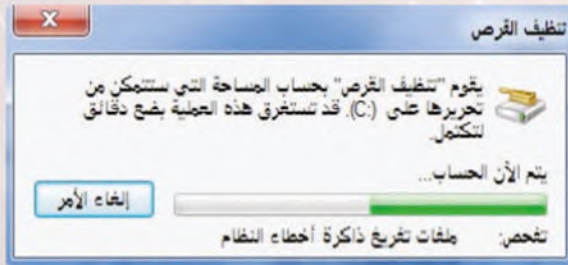 تنظيف القرص
يقوم "تنظيف القرص" بحساب المساحة التي ستتمكن من
تحريرها على (C:). قد تستغرق هذه العملية بضع دقائق
لتكتمل.
يتم الآن الحساب...
إلغاء الأمر
تفحص: ملفات تفريغ ذاكرة أخطاء النظام